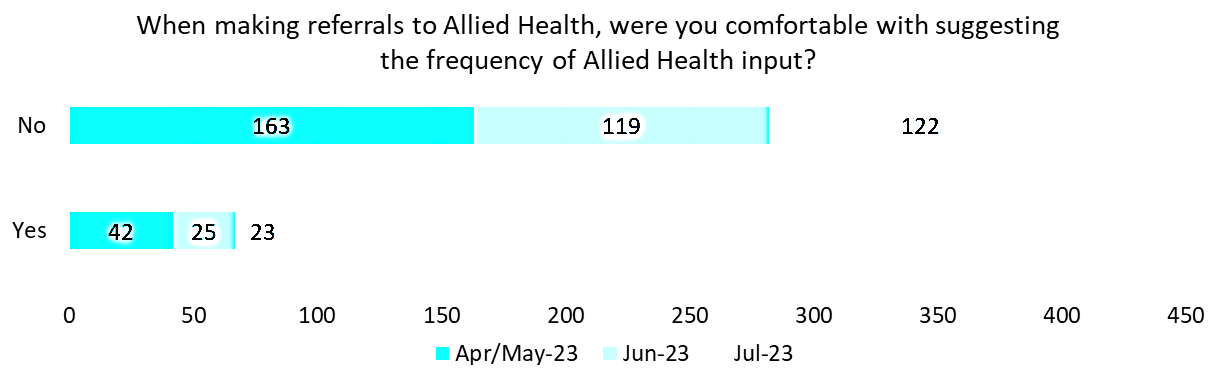 When making referrals to Allied Health, were you comfortable with suggesting
the frequency of Allied Health input?
No 163 119 122
Yes 42 25 23
0 50 100 150 200 250 300 350 400 450
Apr/May-23 Jun-23 Jul-23